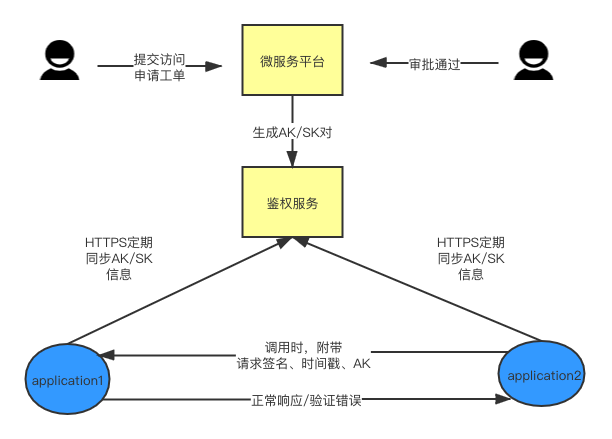 提交访问
申请工单
微服务平台
审批通过
生成AK/SK对
鉴权服务
HTTPS定期
同步AK/SK
信息
HTTPS定期
同步AK/SK
信息
调用时，附带
请求签名、时间戳、AK
application1
application2
正常响应/验证错误